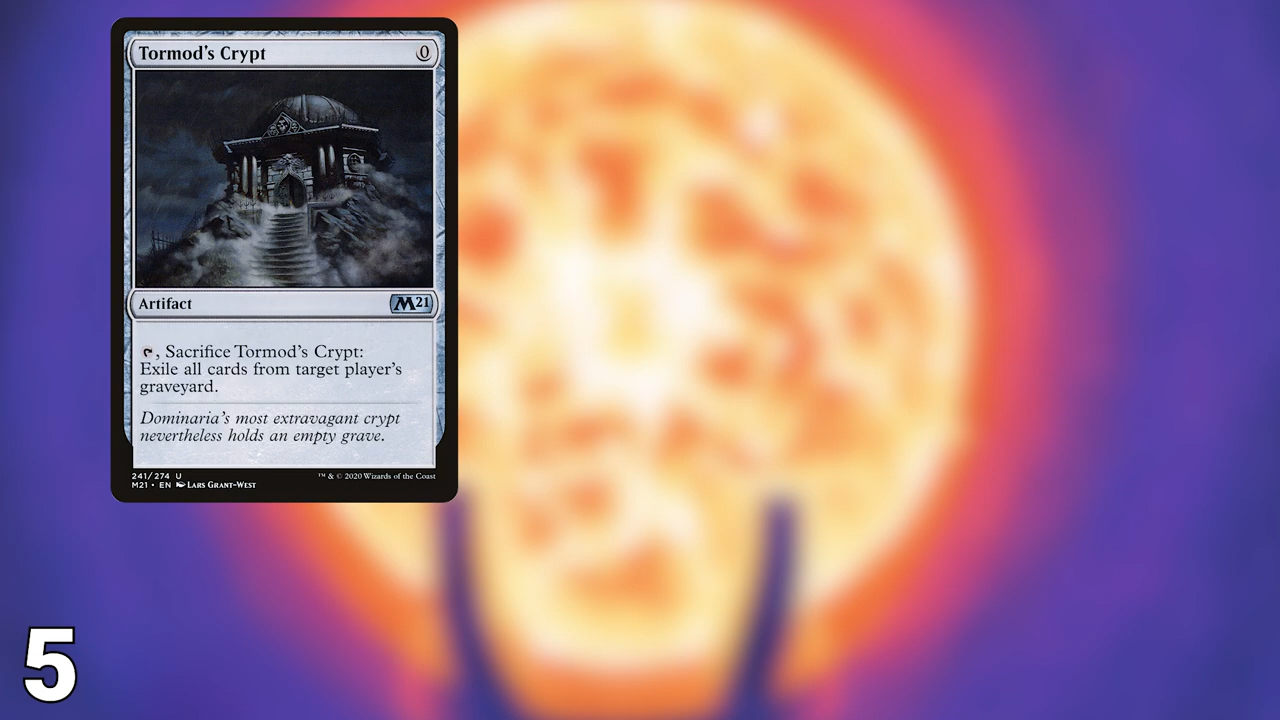 Tormod's Crypt 0
Artifact M21
, Sacrifice Tormod's Crypt:
Exile all cards from target player's
graveyard.
Dominaria's most extravagant crypt
nevertheless holds an empty grave.
241/274 U ™ & © 2020 Wizards of the Coast
M21 • EN Lars Grant-West
5